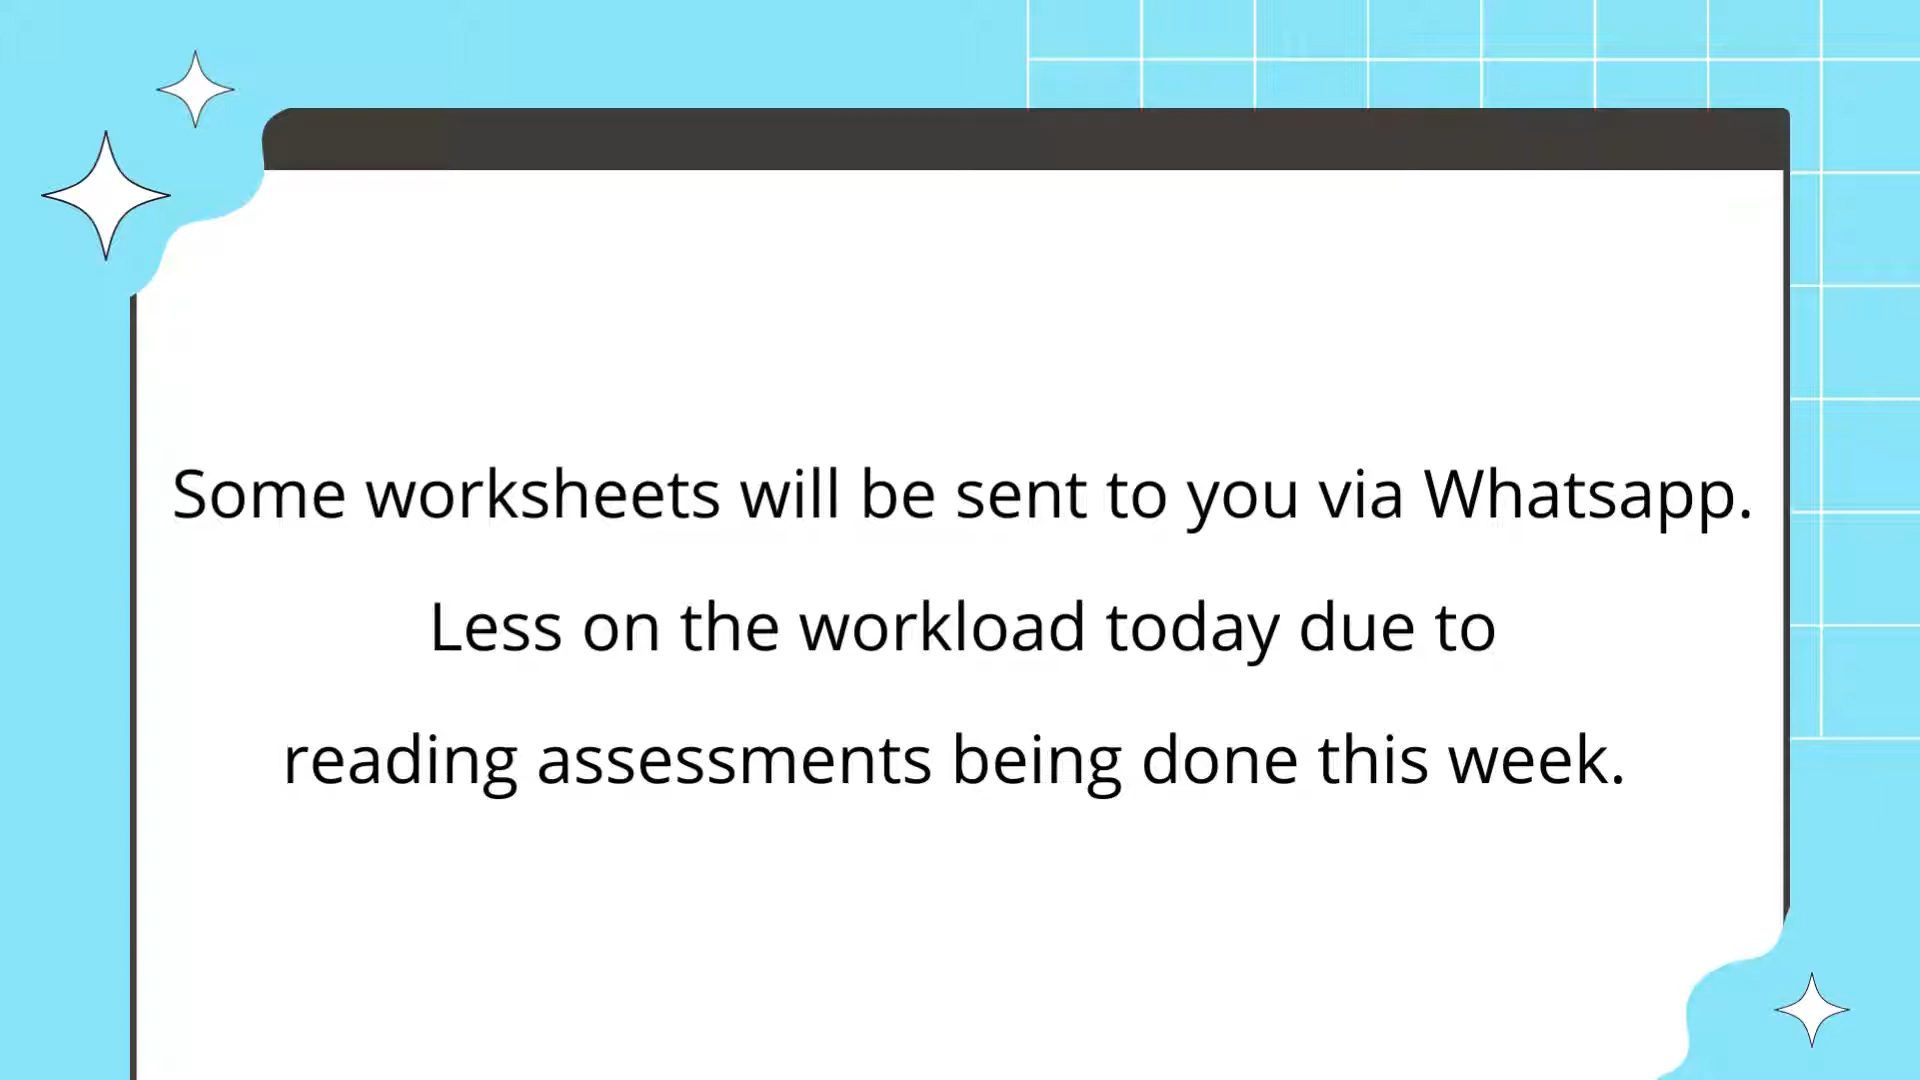 Some worksheets will be sent to you via Whatsapp.
Less on the workload today due to
reading assessments being done this week.